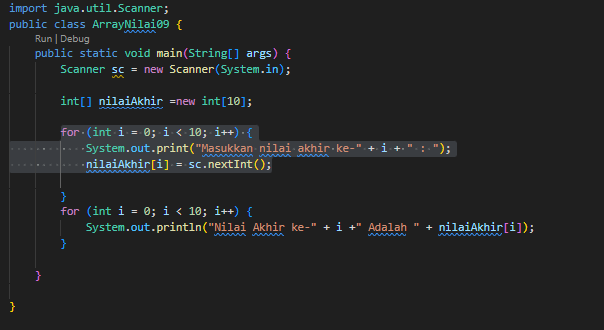 import java.util.Scanner;
public class ArrayNilai09 {
Run | Debug
public static void main(String[] args) {
Scanner sc = new Scanner(System.in);
int[] nilaiAkhir =new int[10];
for (int i = 0; i < 10; i++) {
System.out.print("Masukkan nilai akhir ke-" + i + " : ");
nilaiAkhir[i] = sc.nextInt();
}
for (int i = 0; i < 10; i++) {
System.out.println("Nilai Akhir ke-" + i +" Adalah " + nilaiAkhir[i]);
}
}
}